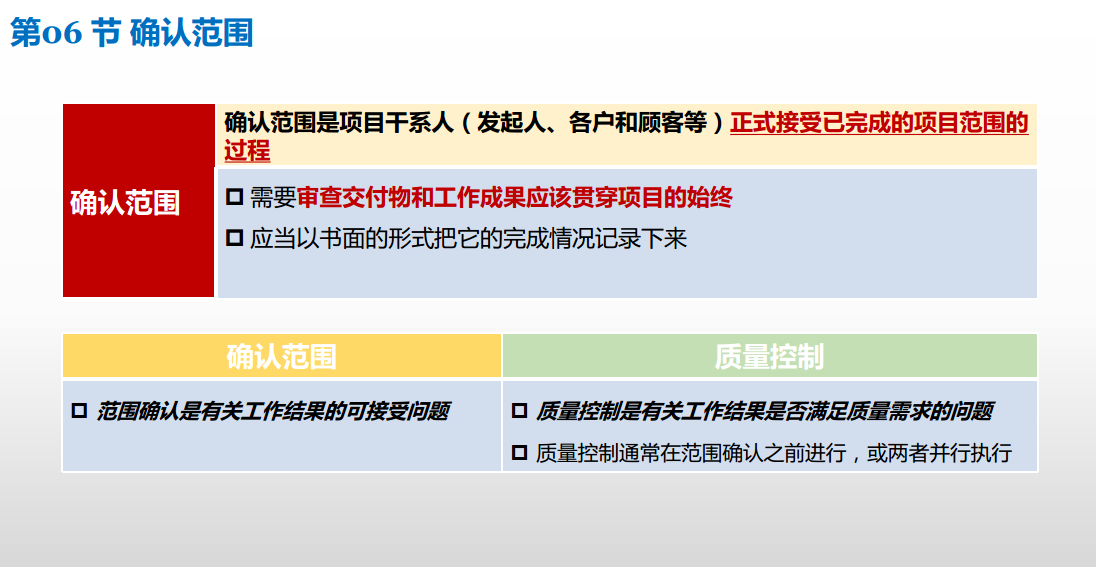 第06 节 确认范围
确认范围是项目干系人（发起人、各户和顾客等）正式接受已完成的项目范围的
过程
确认范围
需要审查交付物和工作成果应该贯穿项目的始终
应当以书面的形式把它的完成情况记录下来
确认范围 质量控制
范围确认是有关工作结果的可接受问题
质量控制是有关工作结果是否满足质量需求的问题
质量控制通常在范围确认之前进行，或两者并行执行